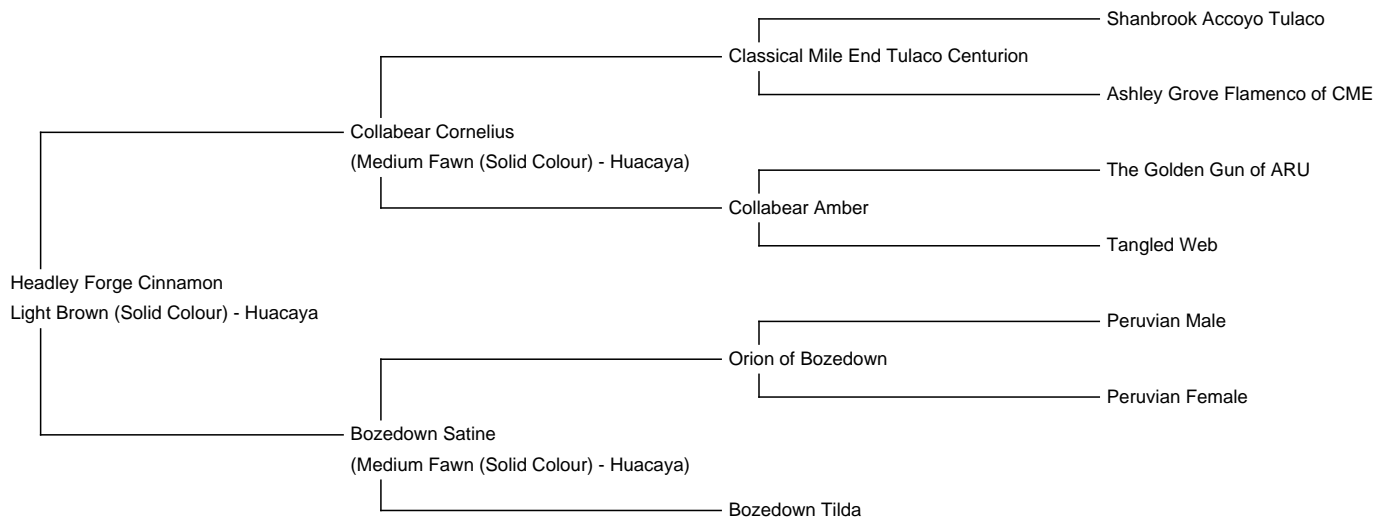 Shanbrook Accoyo Tulaco
Classical Mile End Tulaco Centurion
Ashley Grove Flamenco of CME
Collabear Cornelius
(Medium Fawn (Solid Colour) - Huacaya)
The Golden Gun of ARU
Collabear Amber
Tangled Web
Headley Forge Cinnamon
Light Brown (Solid Colour) - Huacaya
Peruvian Male
Orion of Bozedown
Peruvian Female
Bozedown Satine
(Medium Fawn (Solid Colour) - Huacaya)
Bozedown Tilda